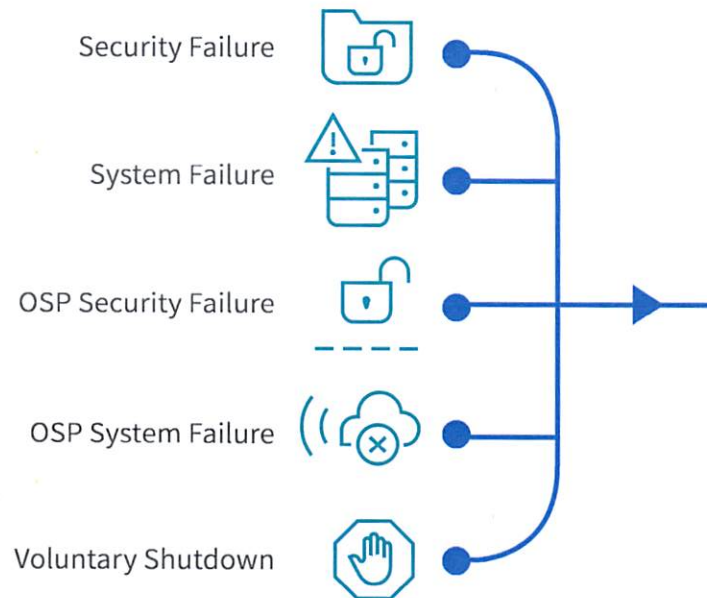 Security Failure
System Failure
OSP Security Failure
OSP System Failure
Voluntary Shutdown